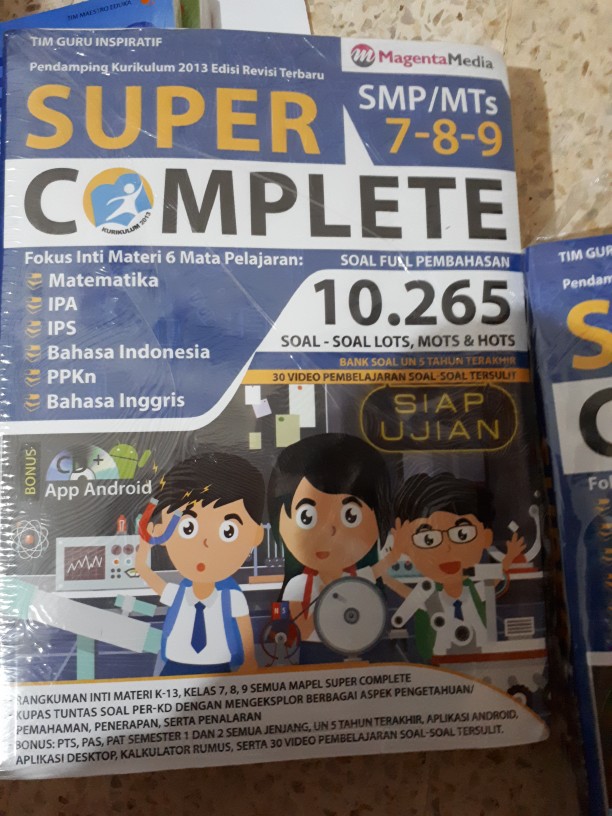 TIM MAESTRO EDUKA
TIM GURU INSPIRATIF
MagentaMedia
Pendamping Kurikulum 2013 Edisi Revisi Terbaru
SUPER
SMP/MTs
7-8-9
COMPLETE
KURIKULUM 2013
Fokus Inti Materi 6 Mata Pelajaran:
Matematika
IPA
IPS
Bahasa Indonesia
PPKn
Bahasa Inggris
SOAL FULL PEMBAHASAN
10.265
SOAL - SOAL LOTS, MOTS & HOTS
BANK SOAL UN 5 TAHUN TERAKHIR
30 VIDEO PEMBELAJARAN SOAL-SOAL TERSULIT
SIAP
UJIAN
BONUS
CD +
App Android
RANGKUMAN INTI MATERI K-13, KELAS 7, 8, 9 SEMUA MAPEL SUPER COMPLETE
KUPAS TUNTAS SOAL PER-KD DENGAN MENGEKSPLOR BERBAGAI ASPEK PENGETAHUAN/
PEMAHAMAN, PENERAPAN, SERTA PENALARAN
BONUS: PTS, PAS, PAT SEMESTER 1 DAN 2 SEMUA JENJANG, UN 5 TAHUN TERAKHIR, APLIKASI ANDROID,
APLIKASI DESKTOP, KALKULATOR RUMUS, SERTA 30 VIDEO PEMBELAJARAN SOAL-SOAL TERSULIT.
TIM GUR
Pendam
S
C
Fo